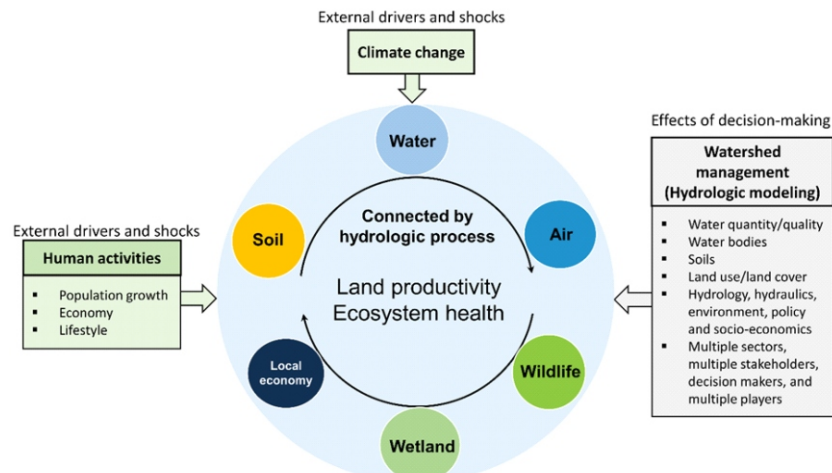 External drivers and shocks
Climate change
Effects of decision-making
Watershed
management
(Hydrologic modeling)
▪ Water quantity/quality
▪ Water bodies
▪ Soils
▪ Land use/land cover
▪ Hydrology, hydraulics,
environment, policy
and socio-economics
▪ Multiple sectors,
multiple stakeholders,
decision makers, and
multiple players
External drivers and shocks
Human activities
▪ Population growth
▪ Economy
▪ Lifestyle
Water
Soil
Connected by
hydrologic process
Air
Land productivity
Ecosystem health
Local
economy
Wildlife
Wetland